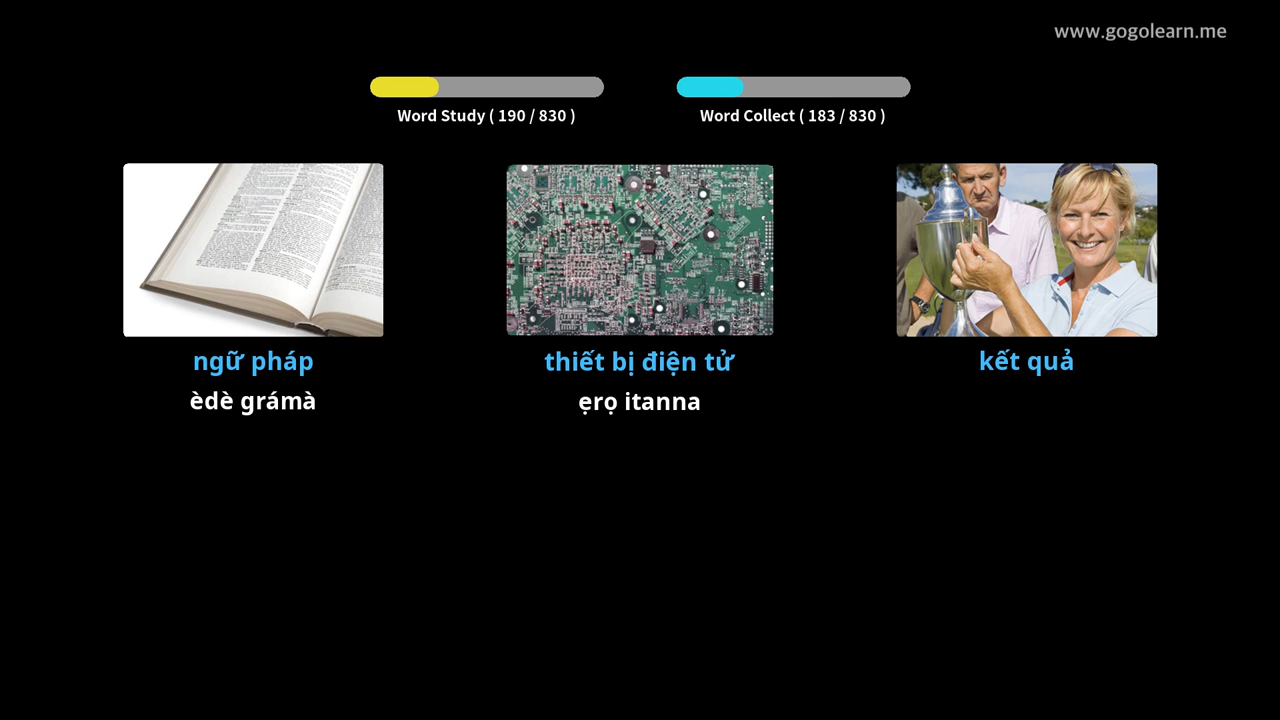 www.gogolearn.me
Word Study ( 190 / 830 )
Word Collect ( 183 / 830 )
ngữ pháp
èdè grámà
thiết bị điện tử
ẹrọ itanna
kết quả